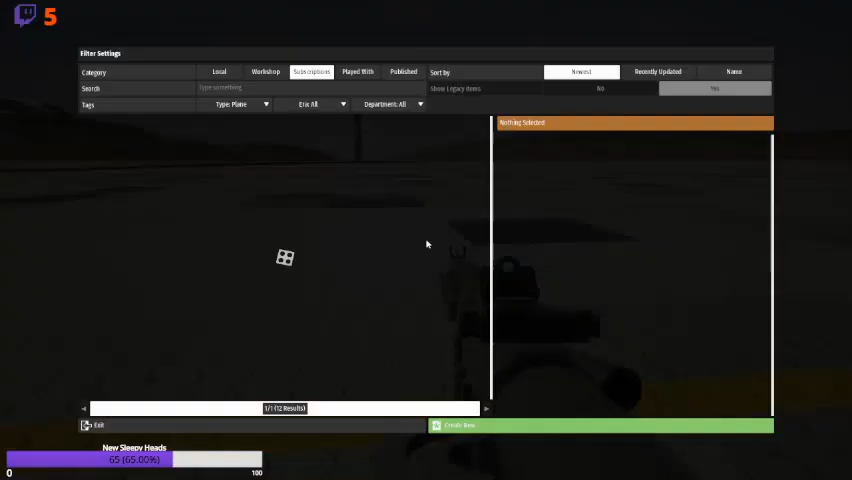 5
Filter Settings
Category Local Workshop Subscriptions Played With Published Sort by Newest Recently Updated Name
Search Type something Show Legacy Items No Yes
Tags Type: Plane Era: All Department: All
Nothing Selected
1/1 (12 Results)
Exit Create New
New Sleepy Heads
65 (65.00%)
0 100